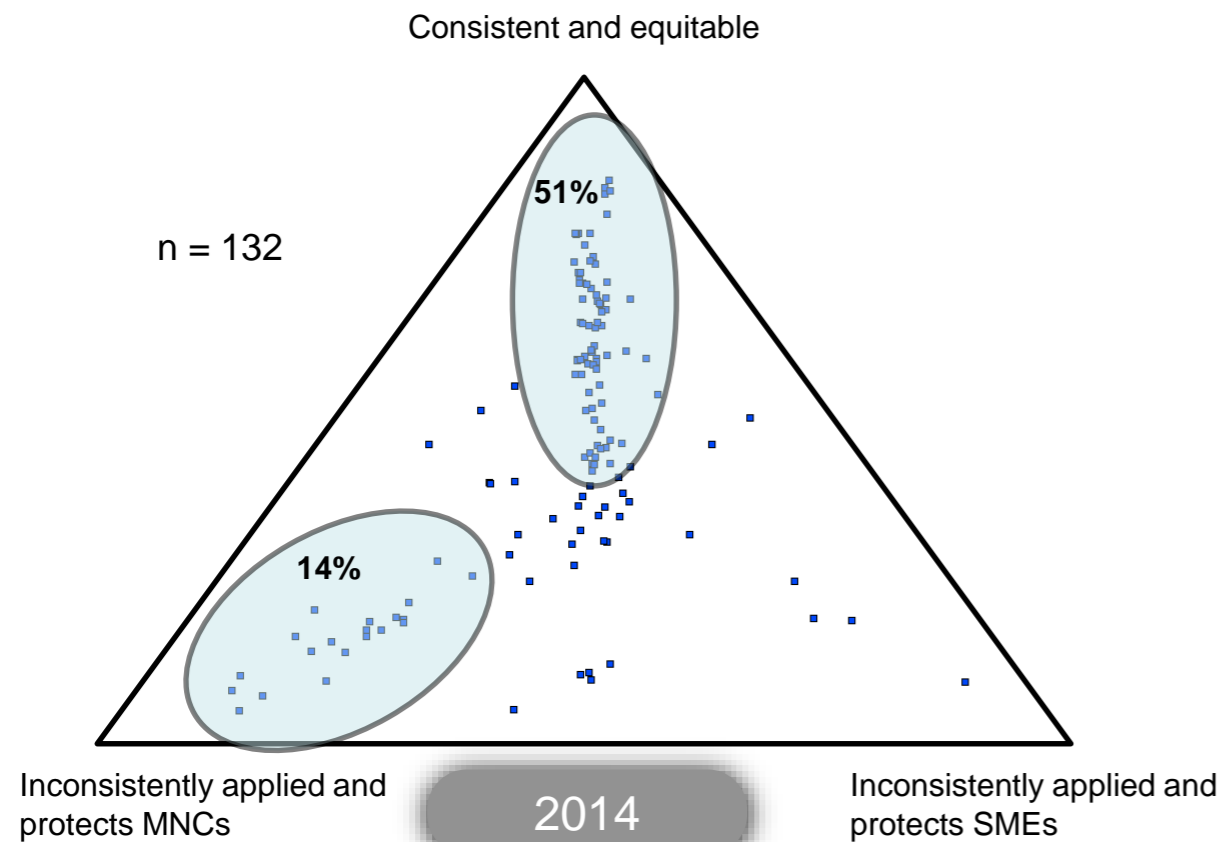 Consistent and equitable
51%
n = 132
14%
Inconsistently applied and
protects MNCs
2014
Inconsistently applied and
protects SMEs